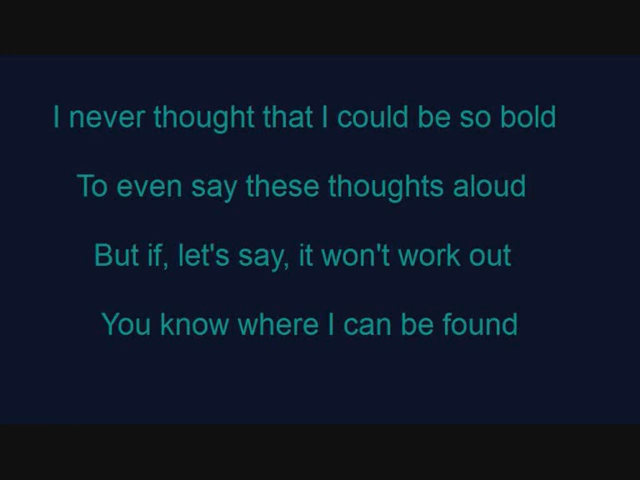 I never thought that I could be so bold
To even say these thoughts aloud
But if, let's say, it won't work out
You know where I can be found